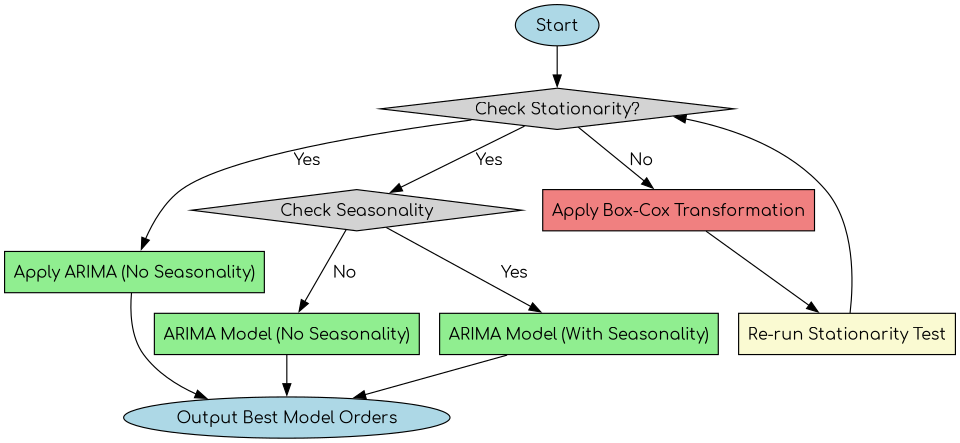 Start
Check Stationarity?
Yes
Yes
No
Check Seasonality
Apply Box-Cox Transformation
Apply ARIMA (No Seasonality)
No
Yes
ARIMA Model (No Seasonality)
ARIMA Model (With Seasonality)
Re-run Stationarity Test
Output Best Model Orders